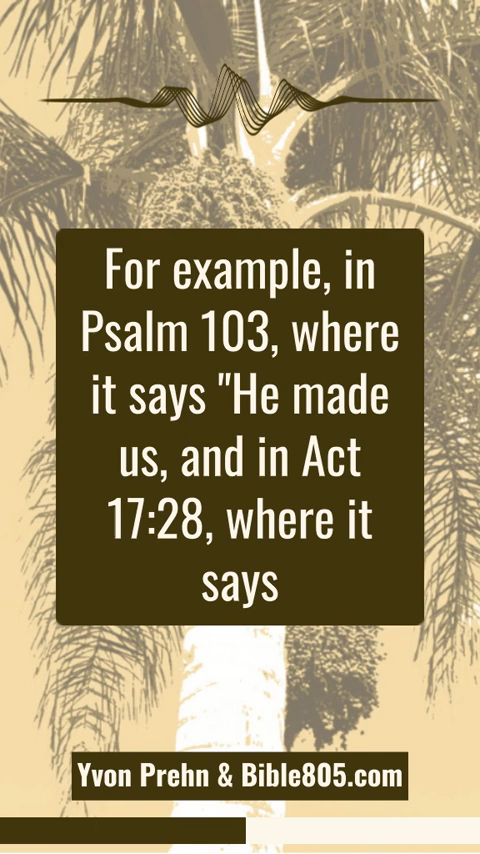 For example, in
Psalm 103, where
it says "He made
us, and in Act
17:28, where it
says
Yvon Prehn & Bible805.com